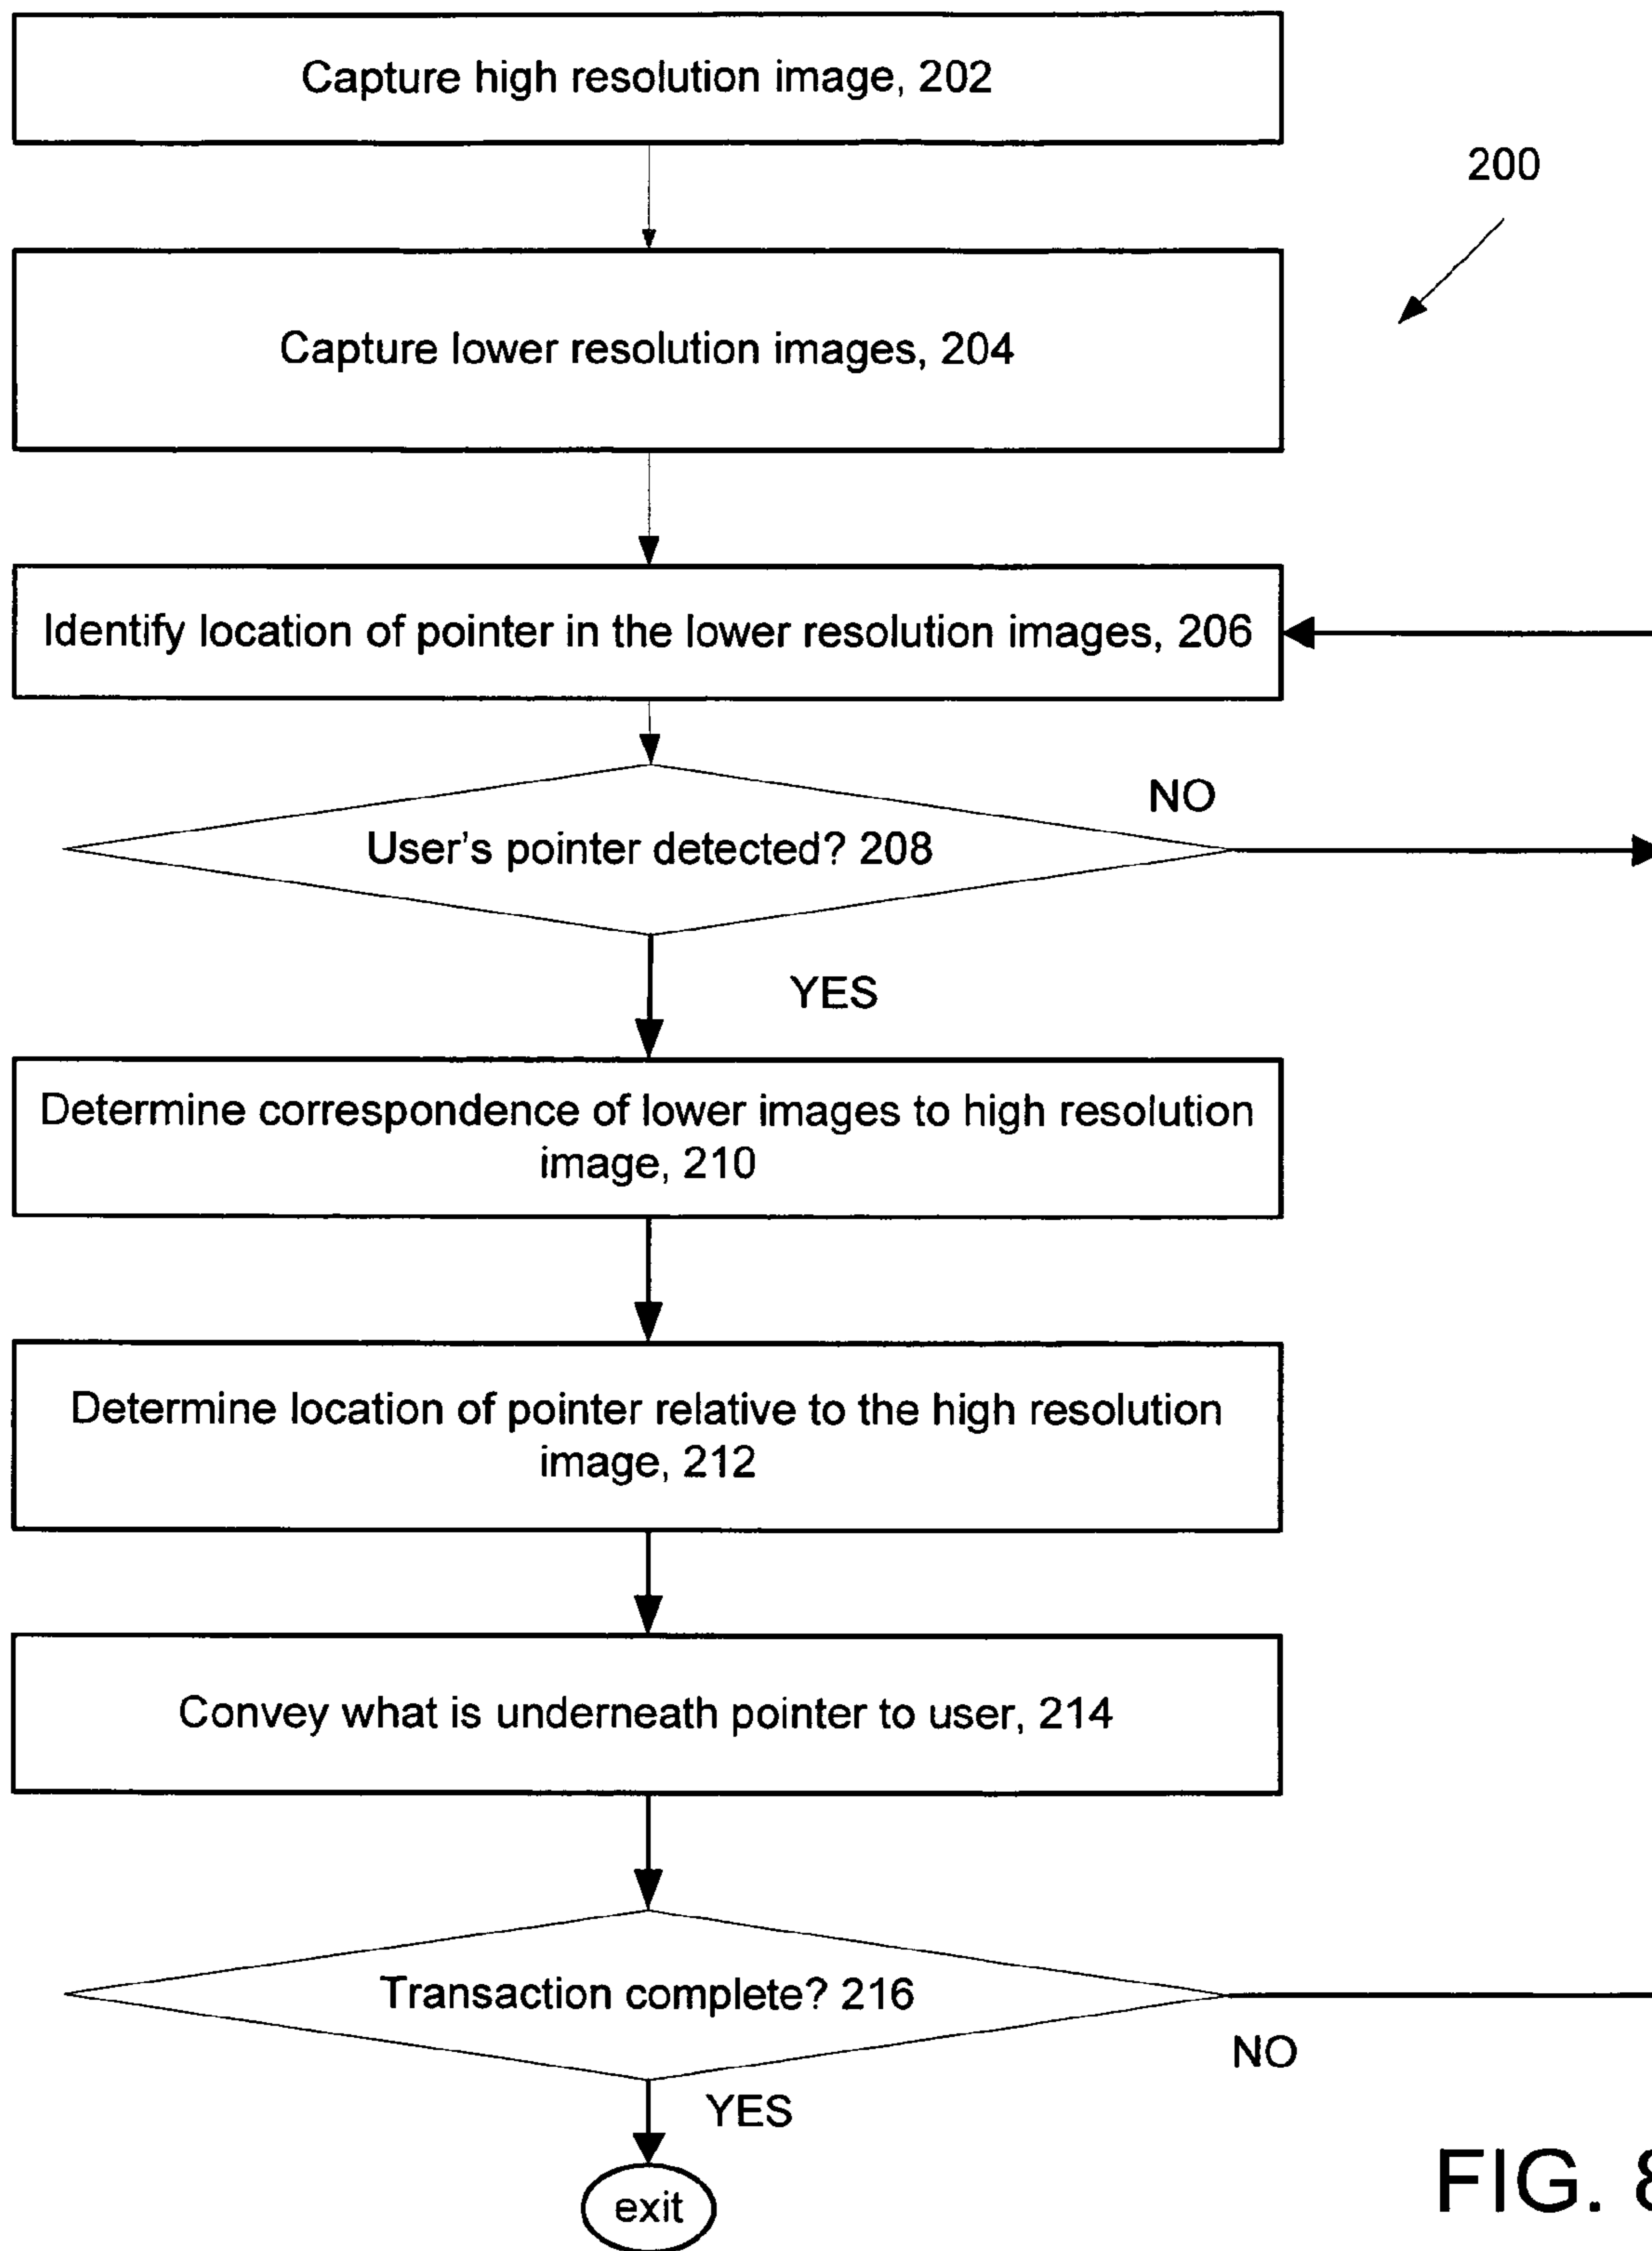 Capture high resolution image, 202
200
Capture lower resolution images, 204
Identify location of pointer in the lower resolution images, 206
NO
User's pointer detected? 208
YES
Determine correspondence of lower images to high resolution
image, 210
Determine location of pointer relative to the high resolution
image, 212
Convey what is underneath pointer to user, 214
Transaction complete? 216
NO
YES
exit
FIG. 8